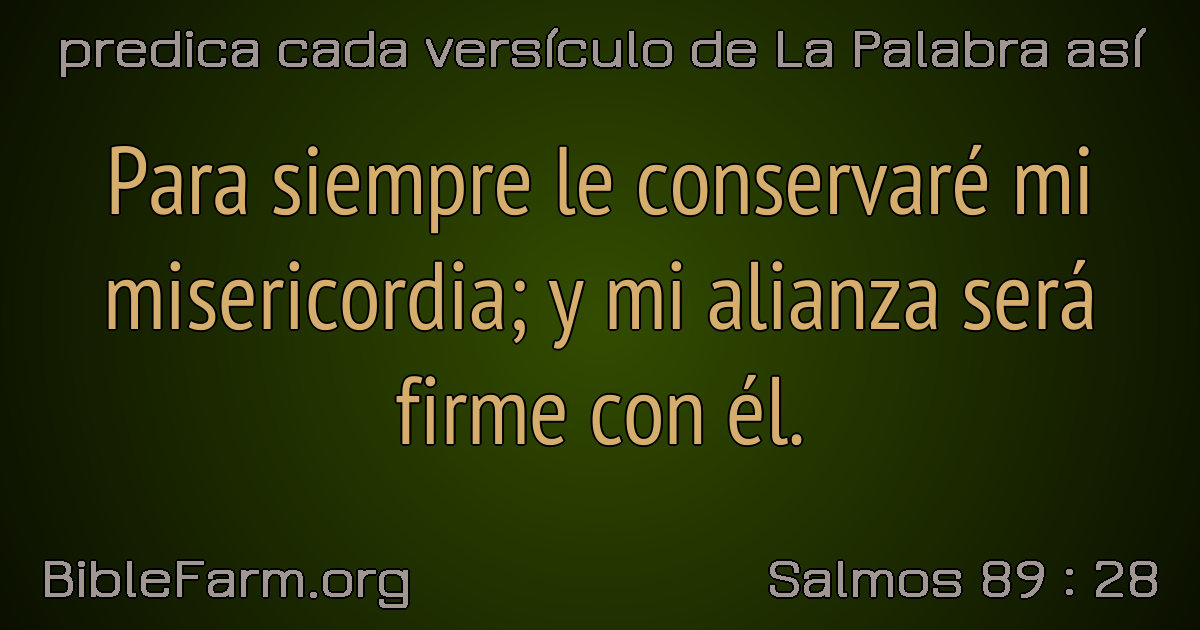 predica cada versículo de La Palabra así
Para siempre le conservaré mi
misericordia; y mi alianza será
firme con él.
BibleFarm.org
Salmos 89 : 28